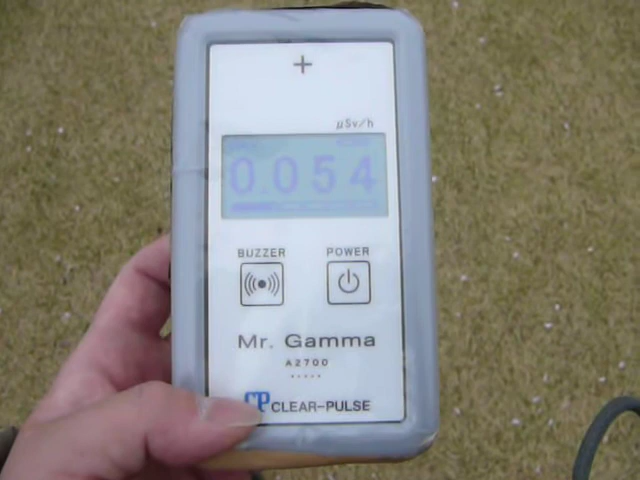 +
μSv/h
0.054
BUZZER POWER
Mr. Gamma
A2700
CP CLEAR-PULSE